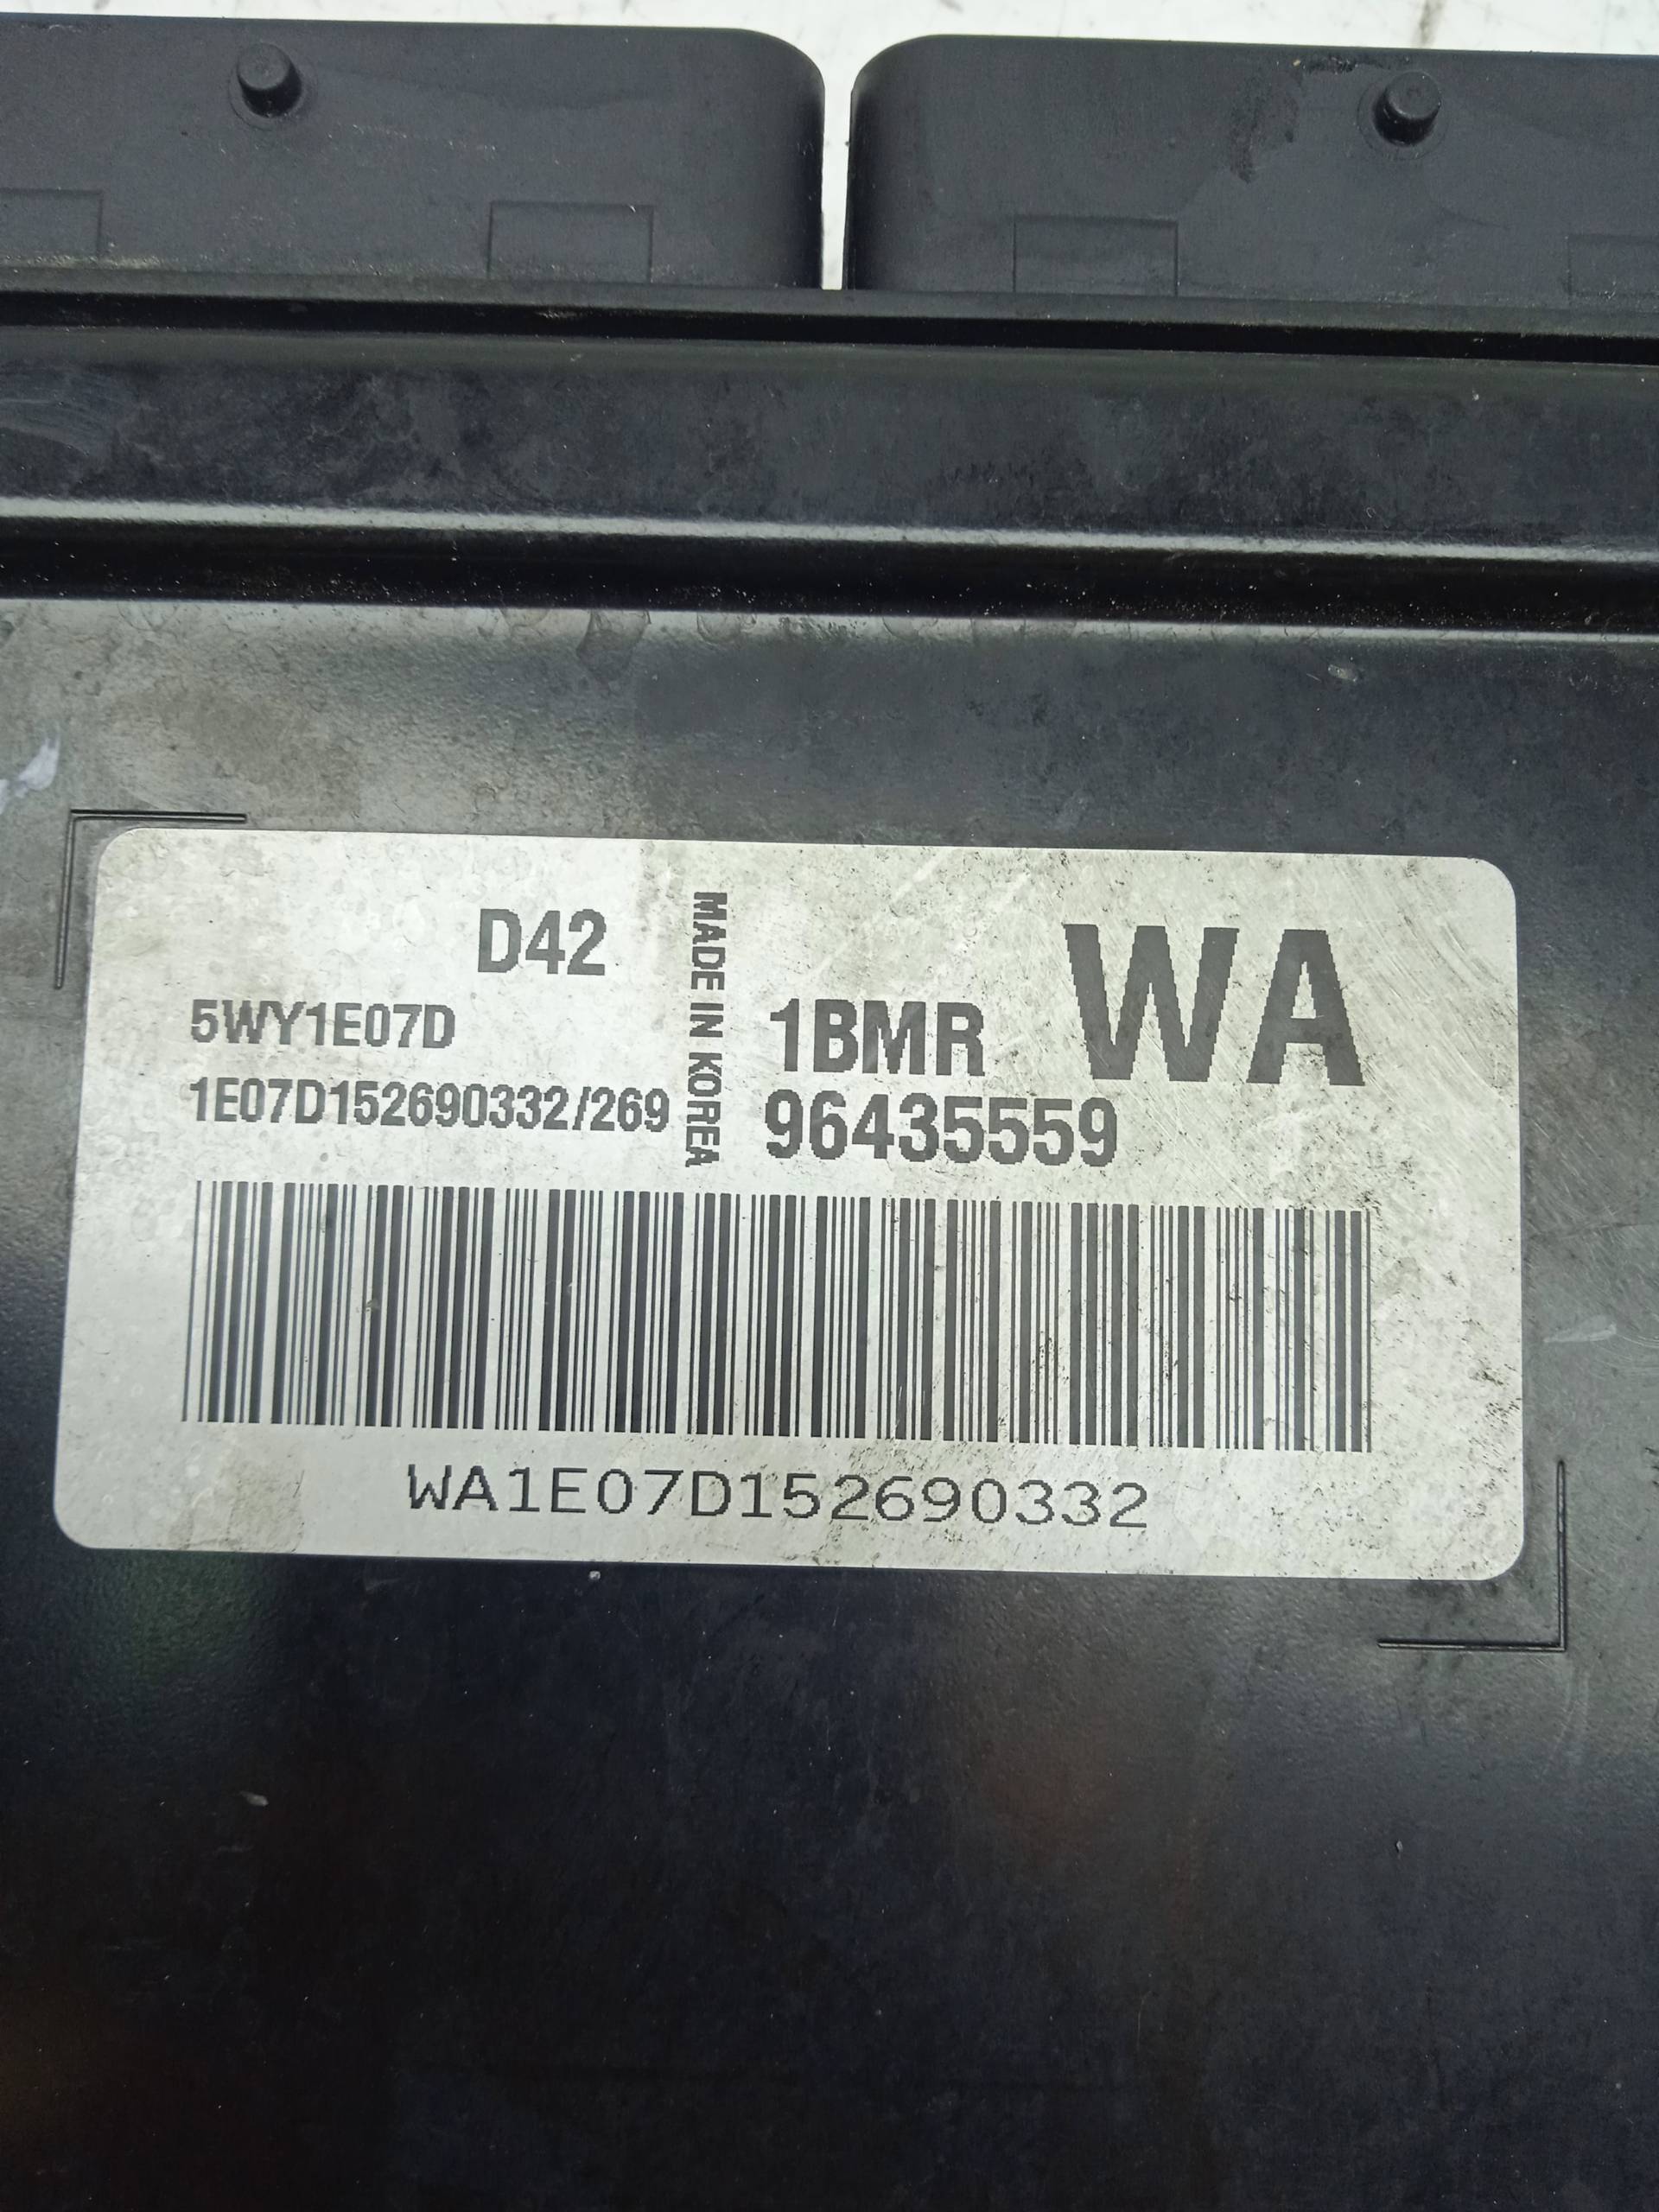 D42
5WY1E07D
1E07D152690332/269
MADE IN KOREA
1BMR
WA
96435559
WA1E07D152690332